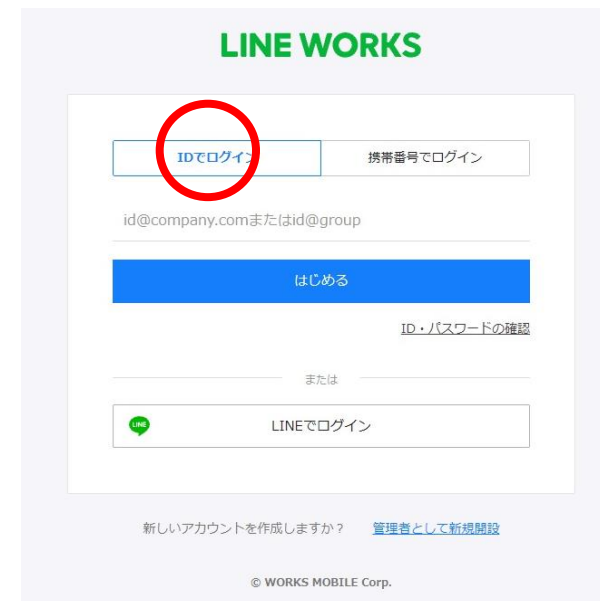 LINE WORKS
IDでログイン
携帯番号でログイン
id@company.comまたはid@group
はじめる
ID・パスワードの確認
または
LINE
LINEでログイン
新しいアカウントを作成しますか？ 管理者として新規開設
© WORKS MOBILE Corp.